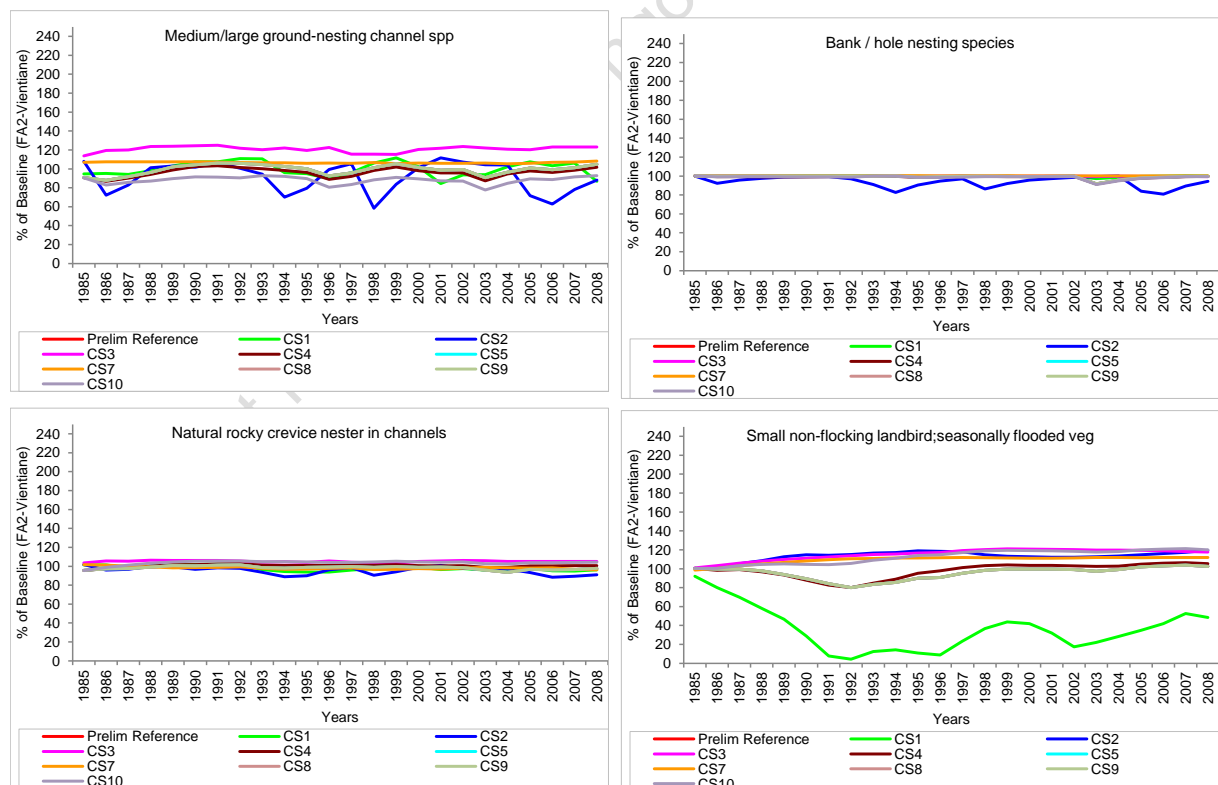 Medium/large ground-nesting channel spp
% of Baseline (FA2-Vientiane)
240
220
200
180
160
140
120
100
80
60
40
20
0
1985 1986 1987 1988 1989 1990 1991 1992 1993 1994 1995 1996 1997 1998 1999 2000 2001 2002 2003 2004 2005 2006 2007 2008
Years
Prelim Reference CS1 CS2
CS3 CS4 CS5
CS7 CS8 CS9
CS10
Bank / hole nesting species
% of Baseline (FA2-Vientiane)
240
220
200
180
160
140
120
100
80
60
40
20
0
1985 1986 1987 1988 1989 1990 1991 1992 1993 1994 1995 1996 1997 1998 1999 2000 2001 2002 2003 2004 2005 2006 2007 2008
Years
Prelim Reference CS1 CS2
CS3 CS4 CS5
CS7 CS8 CS9
CS10
Natural rocky crevice nester in channels
% of Baseline (FA2-Vientiane)
240
220
200
180
160
140
120
100
80
60
40
20
0
1985 1986 1987 1988 1989 1990 1991 1992 1993 1994 1995 1996 1997 1998 1999 2000 2001 2002 2003 2004 2005 2006 2007 2008
Years
Prelim Reference CS1 CS2
CS3 CS4 CS5
CS7 CS8 CS9
CS10
Small non-flocking landbird;seasonally flooded veg
% of Baseline (FA2-Vientiane)
240
220
200
180
160
140
120
100
80
60
40
20
0
1985 1986 1987 1988 1989 1990 1991 1992 1993 1994 1995 1996 1997 1998 1999 2000 2001 2002 2003 2004 2005 2006 2007 2008
Years
Prelim Reference CS1 CS2
CS3 CS4 CS5
CS7 CS8 CS9
CS10